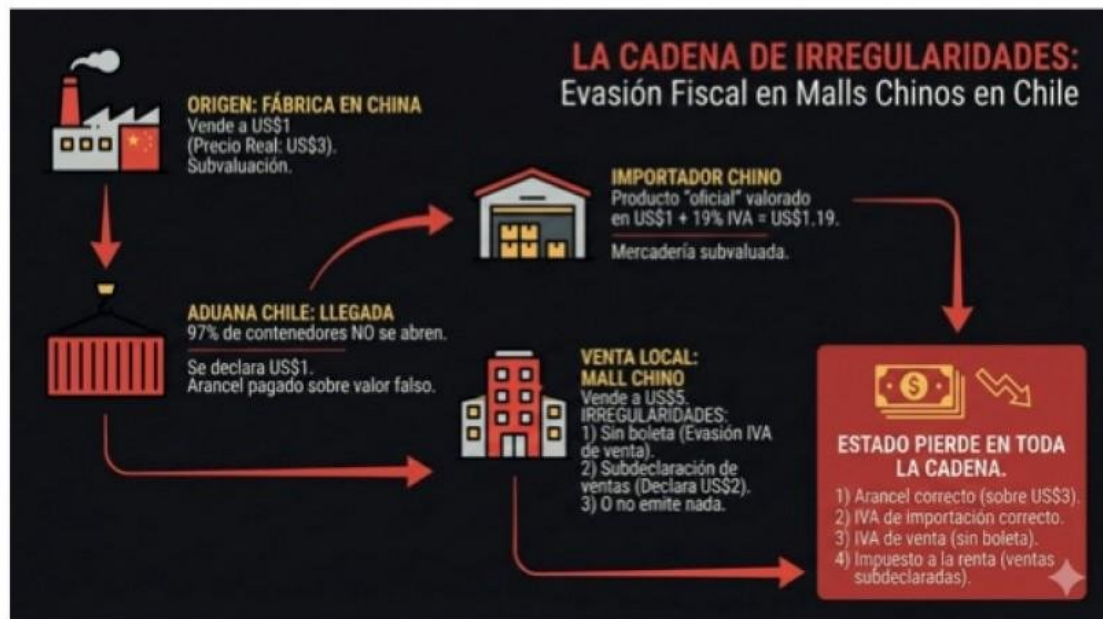 LA CADENA DE IRREGULARIDADES:
Evasión Fiscal en Malls Chinos en Chile
ORIGEN: FÁBRICA EN CHINA
Vende a US$1
(Precio Real: US$3).
Subvaluación.
ADUANA CHILE: LLEGADA
97% de contenedores NO se abren.
Se declara US$1.
Arancel pagado sobre valor falso.
IMPORTADOR CHINO
Producto "oficial" valorado
en US$1 + 19% IVA = US$1.19.
Mercadería subvaluada.
VENTA LOCAL:
MALL CHINO
Vende a US$5.
IRREGULARIDADES:
1) Sin boleta (Evasión IVA
de venta).
2) Subdeclaración de
ventas (Declara US$2).
3) O no emite nada.
$
ESTADO PIERDE EN TODA
LA CADENA.
1) Arancel correcto (sobre US$3).
2) IVA de importación correcto.
3) IVA de venta (sin boleta).
4) Impuesto a la renta (ventas
subdeclaradas).